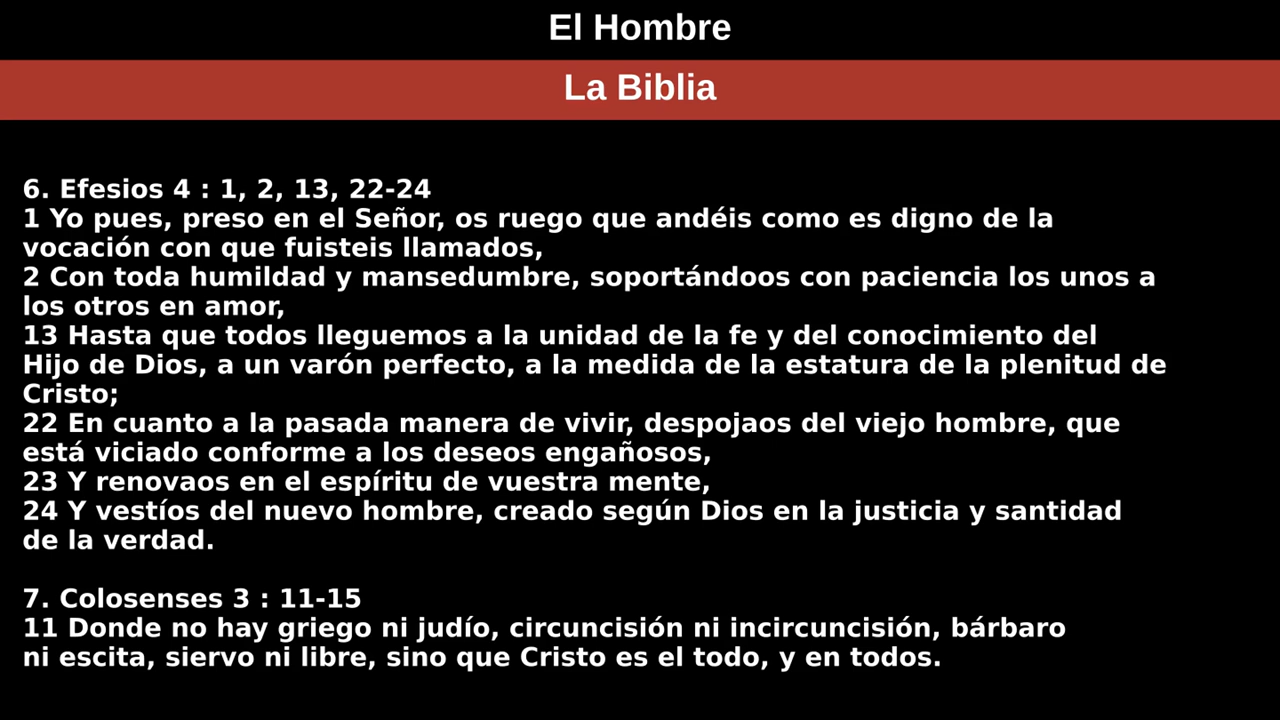 El Hombre
La Biblia
6. Efesios 4 : 1, 2, 13, 22-24
1 Yo pues, preso en el Señor, os ruego que andéis como es digno de la
vocación con que fuisteis llamados,
2 Con toda humildad y mansedumbre, soportándoos con paciencia los unos a
los otros en amor,
13 Hasta que todos lleguemos a la unidad de la fe y del conocimiento del
Hijo de Dios, a un varón perfecto, a la medida de la estatura de la plenitud de
Cristo;
22 En cuanto a la pasada manera de vivir, despojaos del viejo hombre, que
está viciado conforme a los deseos engañosos,
23 Y renovaos en el espíritu de vuestra mente,
24 Y vestíos del nuevo hombre, creado según Dios en la justicia y santidad
de la verdad.
7. Colosenses 3 : 11-15
11 Donde no hay griego ni judío, circuncisión ni incircuncisión, bárbaro
ni escita, siervo ni libre, sino que Cristo es el todo, y en todos.